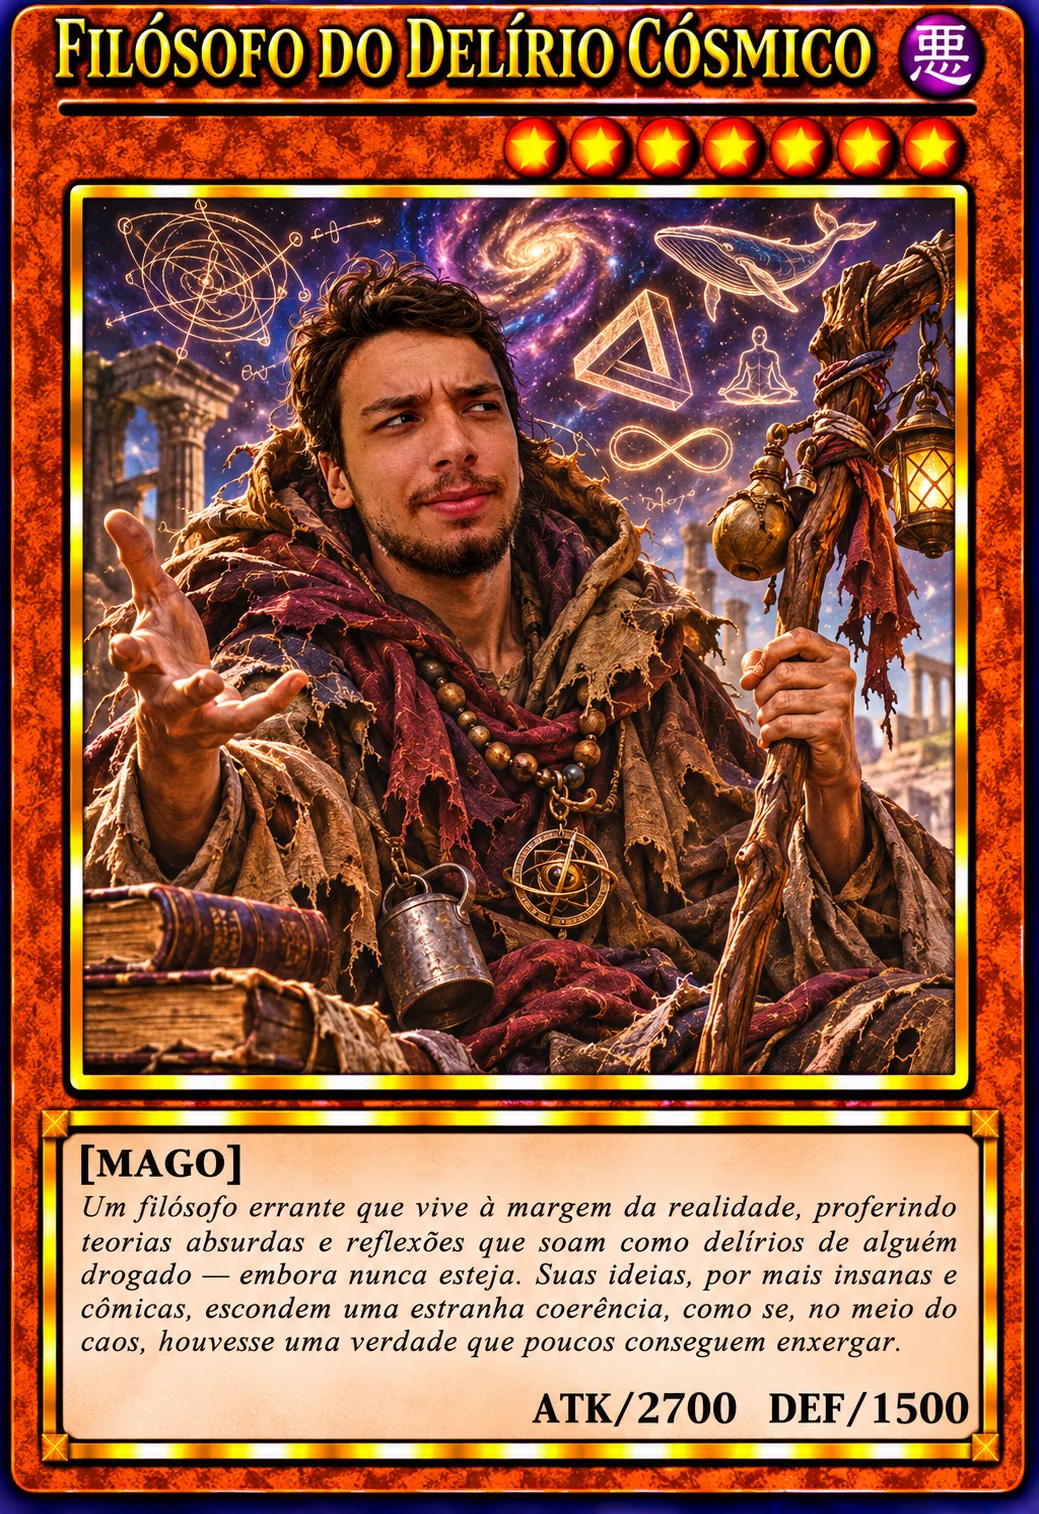 FILÓSOFO DO DELÍRIO CÓSMICO 悪
[MAGO]
Um filósofo errante que vive à margem da realidade, proferindo
teorias absurdas e reflexões que soam como delírios de alguém
drogado — embora nunca esteja. Suas ideias, por mais insanas e
cômicas, escondem uma estranha coerência, como se, no meio do
caos, houvesse uma verdade que poucos conseguem enxergar.
ATK/2700 DEF/1500